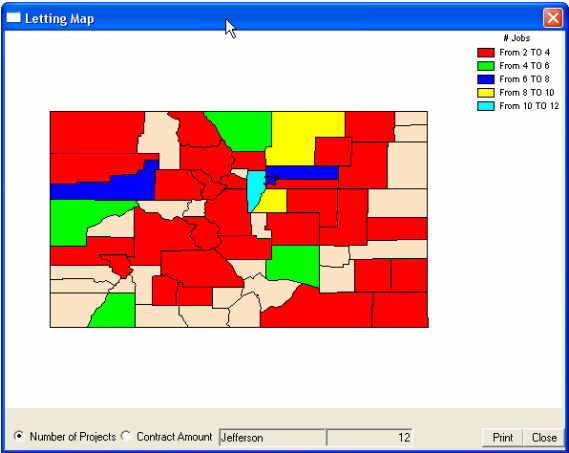 Letting Map
# Jobs
From 2 TO 4
From 4 TO 6
From 6 TO 8
From 8 TO 10
From 10 TO 12
Number of Projects Contract Amount Jefferson 12 Print Close